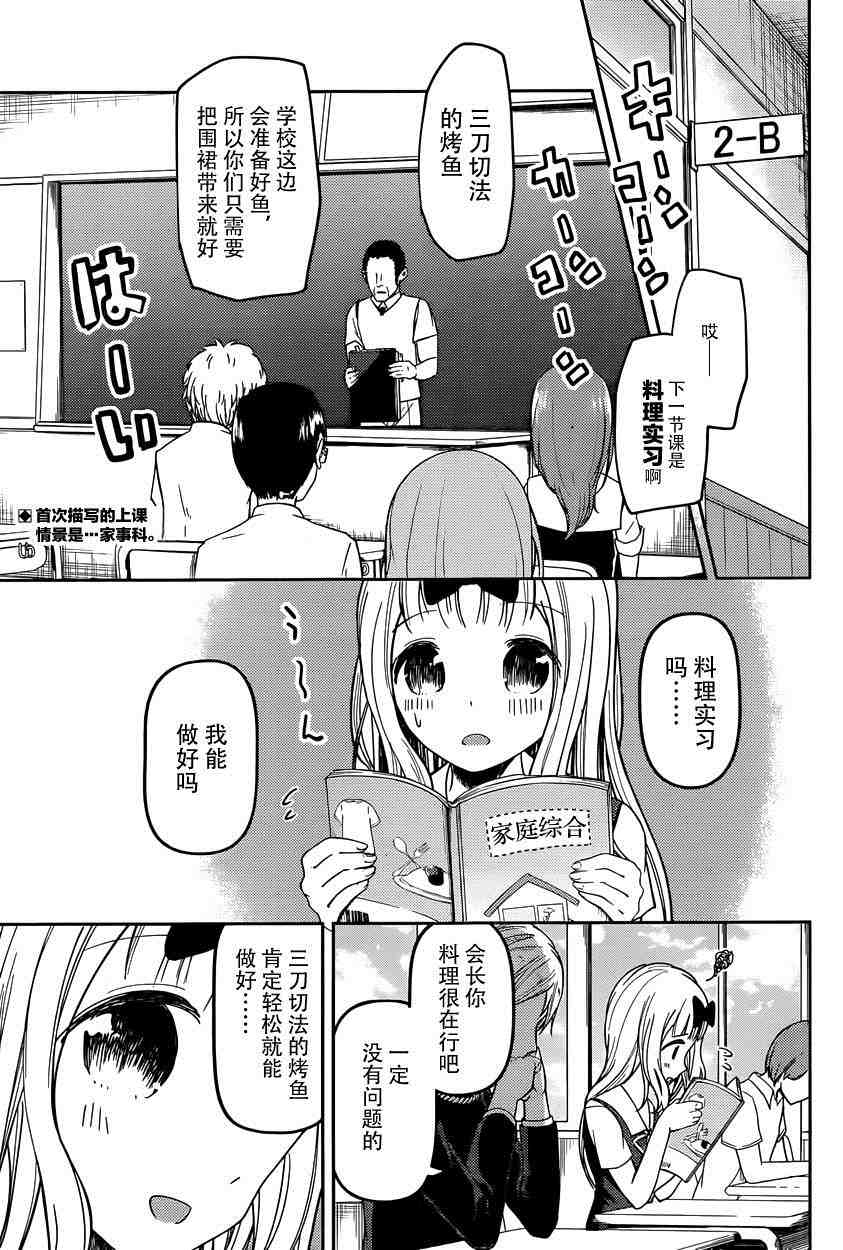 2-B
キーン
コーン
カーン
コーン
哎——
下一节课是
料理实习
啊
三刀切法
的烤鱼
学校这边
会准备好鱼，
所以你们只需要
把围裙带来就好
はーい
首次描写的上课
情景是…家事科。
料理实习
吗……
家庭综合
我能
做好吗
会长你
料理很在行吧
一定
没有问题的
三刀切法的烤鱼
肯定轻松就能
做好……